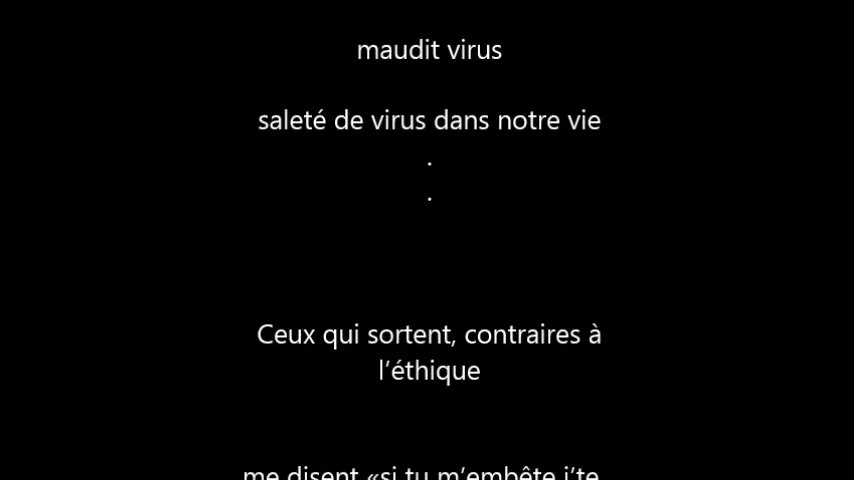 maudit virus
saleté de virus dans notre vie
.
.
Ceux qui sortent, contraires à
l’éthique
me disent «si tu m’embête j’te